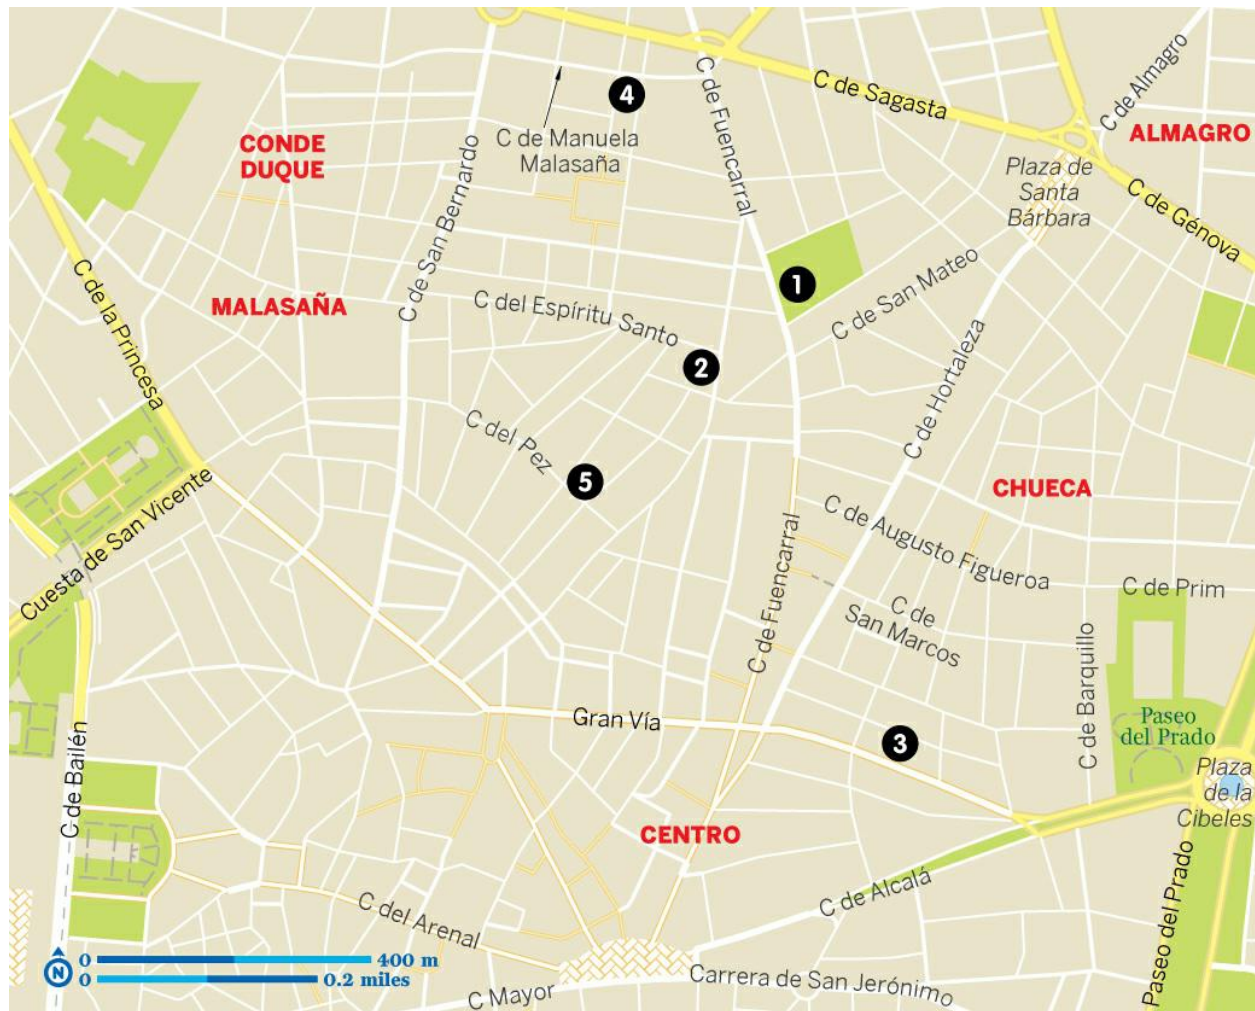 C de Sagasta
C de Almagro
ALMAGRO
4
C de Manuela
Malasaña
C de Fuencarral
CONDE
DUQUE
C de San Bernardo
Plaza de
Santa
Bárbara
C de Génova
C de la Princesa
MALASAÑA
C del Espíritu Santo
1
C de San Mateo
2
C de Hortaleza
C del Pez
5
CHUECA
Cuesta de San Vicente
C de Augusto Figueroa
C de Fuencarral
C de
San Marcos
C de Prim
C de Barquillo
Gran Vía
3
Paseo
del Prado
Plaza
de la
Cibeles
C de Bailén
CENTRO
C de Alcalá
Paseo del Prado
C del Arenal
N
0
400 m
0
0.2 miles
C Mayor
Carrera de San Jerónimo